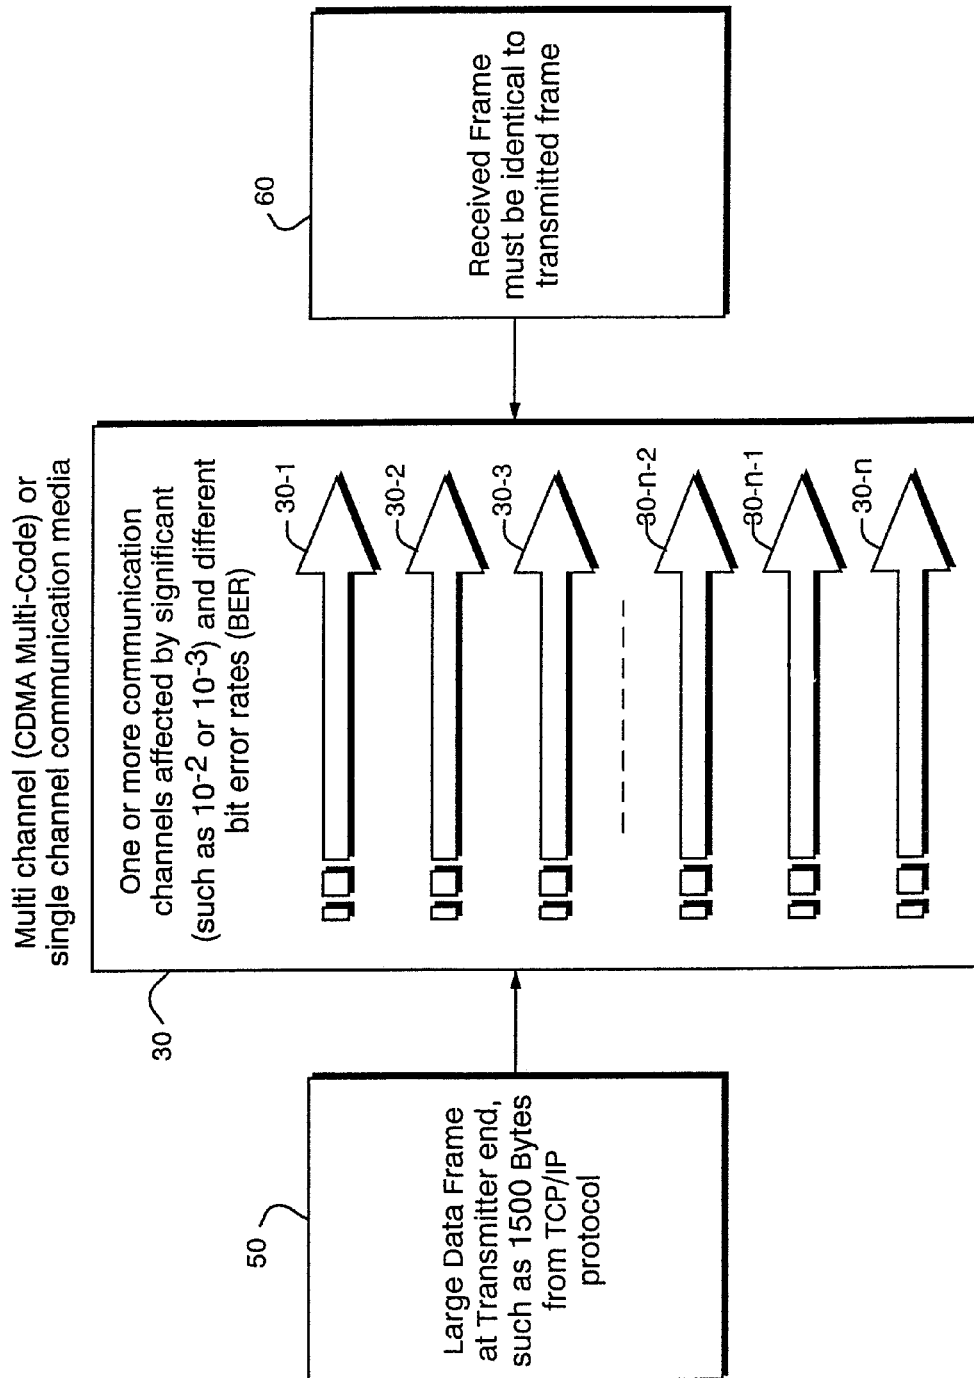 Multi channel (CDMA Multi-Code) or
single channel communication media
50
Large Data Frame
at Transmitter end,
such as 1500 Bytes
from TCP/IP
protocol
30
One or more communication
channels affected by significant
(such as 10-2 or 10-3) and different
bit error rates (BER)
30-1
30-2
30-3
30-n-2
30-n-1
30-n
60
Received Frame
must be identical to
transmitted frame